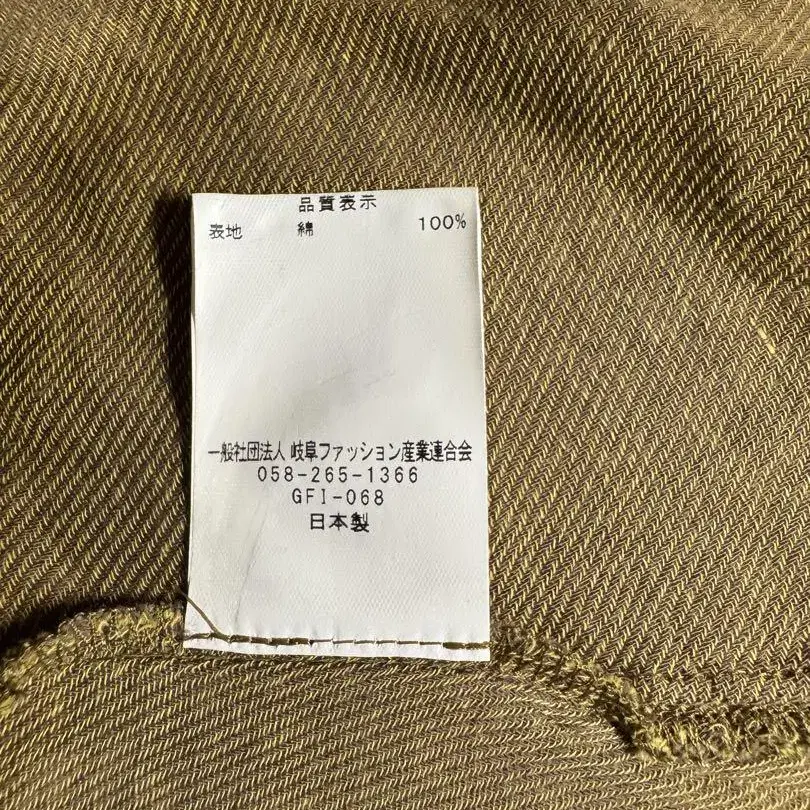 品質表示
表地 綿 100%
一般社団法人 岐阜ファッション産業連合会
058-265-1366
GFI-068
日本製